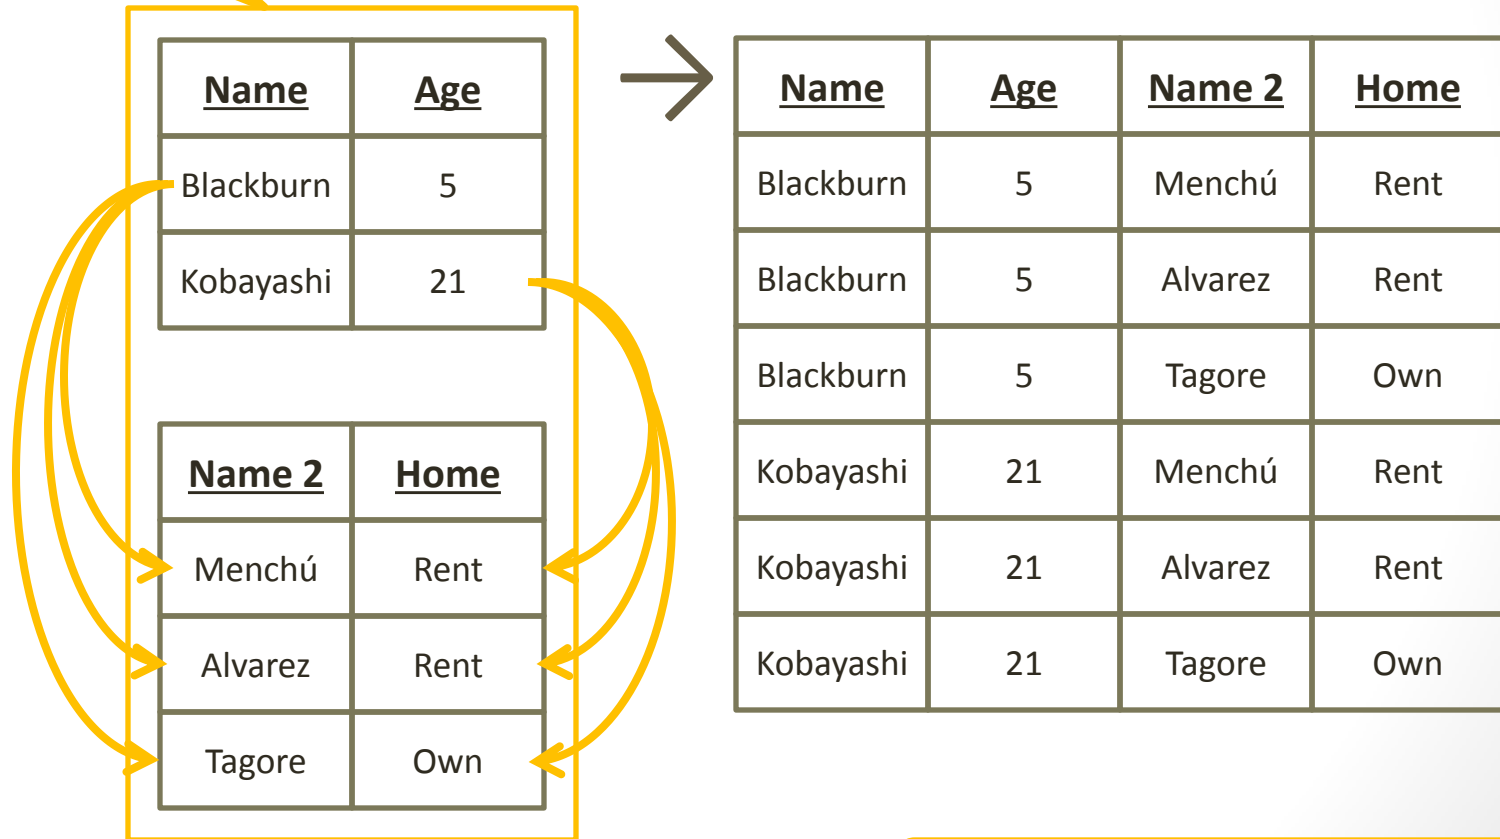 Name Age
Blackburn 5
Kobayashi 21
Name 2 Home
Menchú Rent
Alvarez Rent
Tagore Own
Name Age Name 2 Home
Blackburn 5 Menchú Rent
Blackburn 5 Alvarez Rent
Blackburn 5 Tagore Own
Kobayashi 21 Menchú Rent
Kobayashi 21 Alvarez Rent
Kobayashi 21 Tagore Own